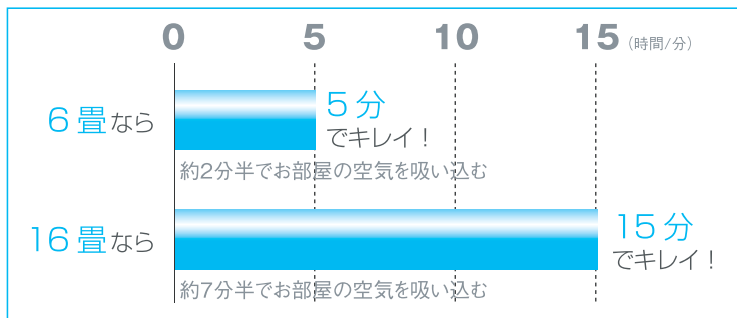 0 5 10 15（時間/分）
6畳なら
5分
でキレイ！
約2分半でお部屋の空気を吸い込む
16畳なら
15分
でキレイ！
約7分半でお部屋の空気を吸い込む